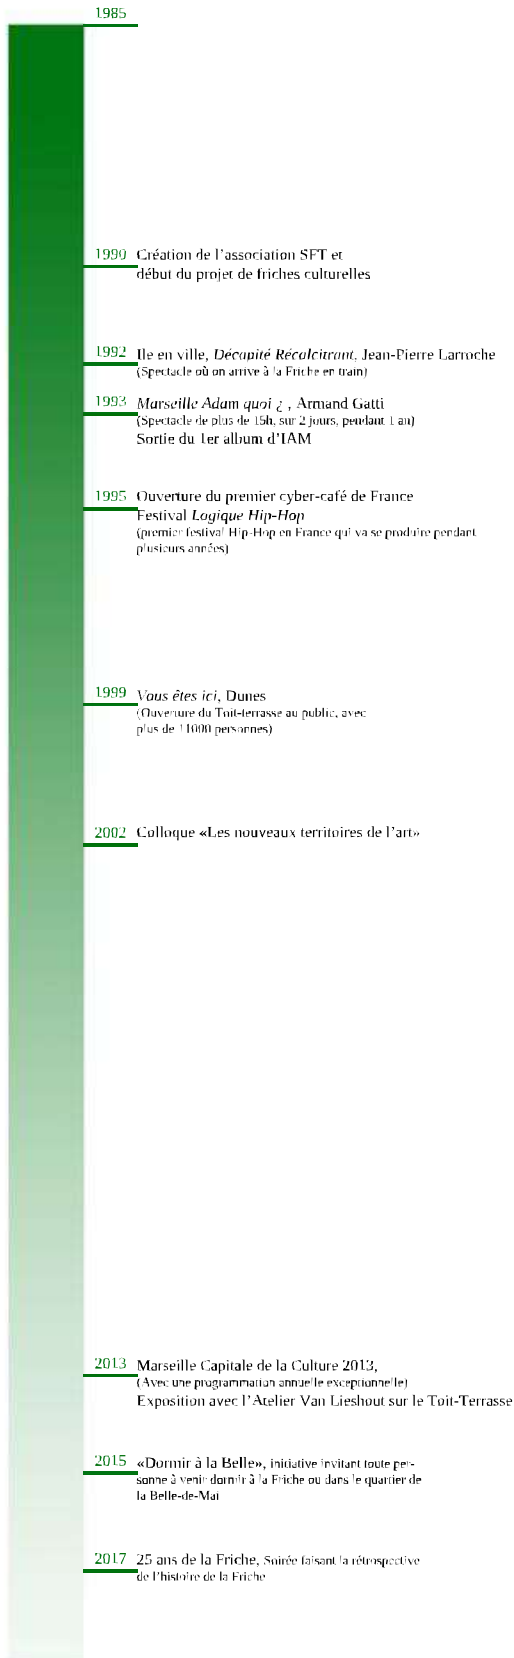 1985
1990 Création de l'association SFT et
début du projet de friches culturelles
1992 Ile en ville, Décapité Récalcitrant, Jean-Pierre Larroche
(Spectacle où on arrive à la Friche en train)
1993 Marseille Adam quoi ¿ , Armand Gatti
(Spectacle de plus de 15h, sur 2 jours, pendant 1 an)
Sortie du 1er album d'IAM
1995 Ouverture du premier cyber-café de France
Festival Logique Hip-Hop
(premier festival Hip-Hop en France qui va se produire pendant
plusieurs années)
1999 Vous êtes ici, Dunes
(Ouverture du Toit-terrasse au public, avec
plus de 11000 personnes)
2002 Colloque «Les nouveaux territoires de l'art»
2013 Marseille Capitale de la Culture 2013,
(Avec une programmation annuelle exceptionnelle)
Exposition avec l'Atelier Van Lieshout sur le Toit-Terrasse
2015 «Dormir à la Belle», initiative invitant toute per-
sonne à venir dormir à la Friche ou dans le quartier de
la Belle-de-Mai
2017 25 ans de la Friche, Soirée faisant la rétrospective
de l'histoire de la Friche